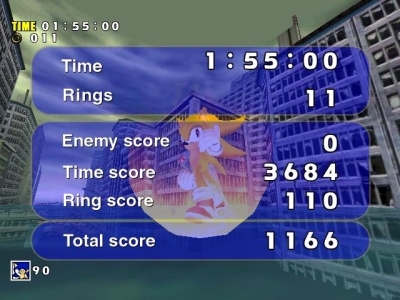 TIME 01:55:00
011
Time 1:55:00
Rings 11
Enemy score 0
Time score 3684
Ring score 110
Total score 1166
90